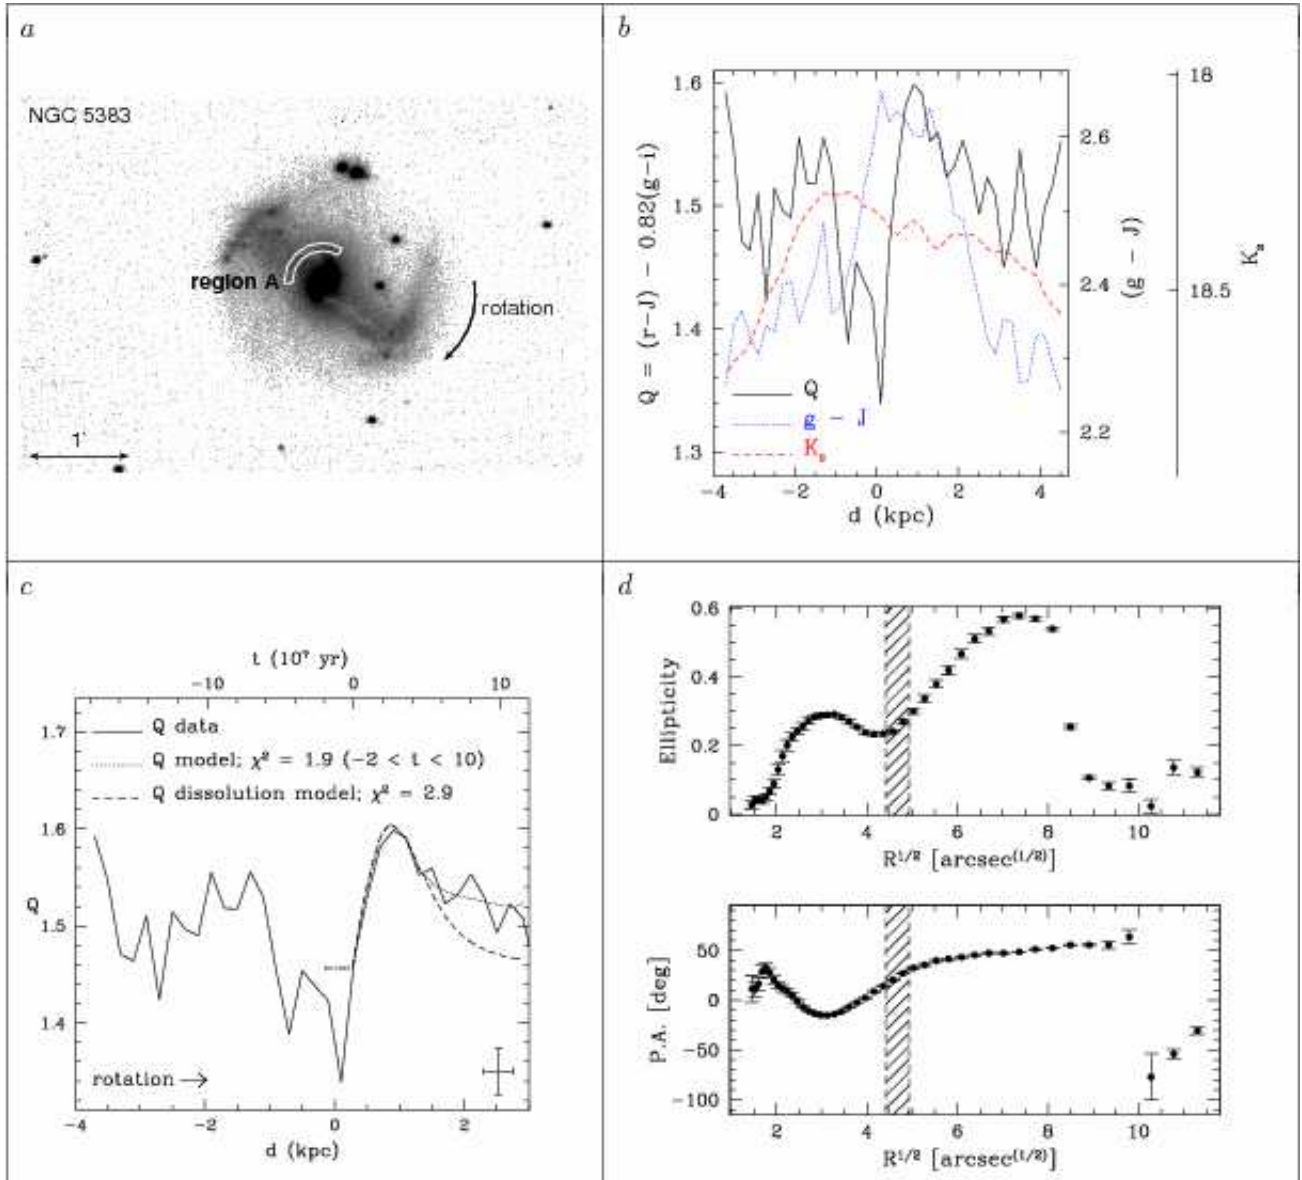 a
NGC 5383
region A
rotation
1'
b
1.6
1.5
1.4
1.3
Q = (r-J) - 0.82(g-i)
Q
g - J
Ks
-4
-2
0
2
4
d (kpc)
2.6
2.4
2.2
(g - J)
18
18.5
Ks
c
t (10⁷ yr)
-10
0
10
1.7
1.6
1.5
1.4
Q
Q data
Q model; χ² = 1.9 (-2 < t < 10)
Q dissolution model; χ² = 2.9
rotation →
-4
-2
0
2
d (kpc)
d
0.6
0.4
0.2
0
Ellipticity
2
4
6
8
10
R^1/2 [arcsec^(1/2)]
50
0
-50
-100
P.A. [deg]
2
4
6
8
10
R^1/2 [arcsec^(1/2)]